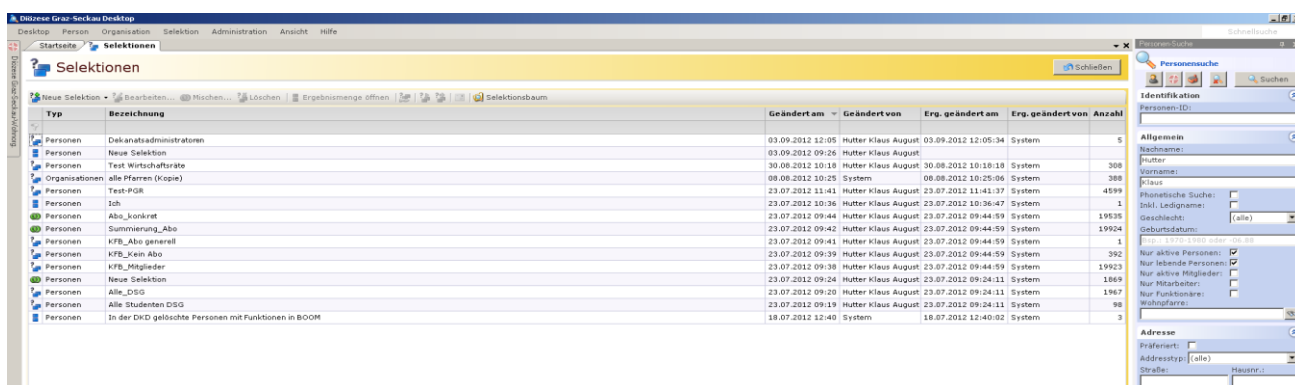 Diözese Graz-Seckau Desktop
Desktop Person Organisation Selektion Administration Ansicht Hilfe
Schnellsuche
Startseite Selektionen
Personen-Suche
Diözese Graz-Seckau/Wohnung
Selektionen
Schließen
Neue Selektion Bearbeiten... Mischen... Löschen Ergebnismenge öffnen Selektionsbaum
Typ Bezeichnung Geändert am Geändert von Erg. geändert am Erg. geändert von Anzahl
Personen Dekanatsadministratoren 03.09.2012 12:05 Hutter Klaus August 03.09.2012 12:05:34 System 5
Personen Neue Selektion 03.09.2012 09:26 Hutter Klaus August
Personen Test Wirtschaftsräte 30.08.2012 10:18 Hutter Klaus August 30.08.2012 10:18:18 System 308
Organisationen alle Pfarren (Kopie) 08.08.2012 10:25 System 08.08.2012 10:25:06 System 388
Personen Test-PGR 23.07.2012 11:41 Hutter Klaus August 23.07.2012 11:41:37 System 4599
Personen Ich 23.07.2012 10:36 Hutter Klaus August 23.07.2012 10:36:47 System 1
Personen Abo_konkret 23.07.2012 09:44 Hutter Klaus August 23.07.2012 09:44:59 System 19535
Personen Summierung_Abo 23.07.2012 09:42 Hutter Klaus August 23.07.2012 09:44:59 System 19924
Personen KFB_Abo generell 23.07.2012 09:41 Hutter Klaus August 23.07.2012 09:44:59 System 1
Personen KFB_Kein Abo 23.07.2012 09:39 Hutter Klaus August 23.07.2012 09:44:59 System 392
Personen KFB_Mitglieder 23.07.2012 09:38 Hutter Klaus August 23.07.2012 09:44:59 System 19923
Personen Neue Selektion 23.07.2012 09:24 Hutter Klaus August 23.07.2012 09:24:11 System 1869
Personen Alle_DSG 23.07.2012 09:20 Hutter Klaus August 23.07.2012 09:24:11 System 1967
Personen Alle Studenten DSG 23.07.2012 09:19 Hutter Klaus August 23.07.2012 09:24:11 System 98
Personen In der DKD gelöschte Personen mit Funktionen in BOOM 18.07.2012 12:40 System 18.07.2012 12:40:02 System 3
Personensuche
Suchen
Identifikation
Personen-ID:
Allgemein
Nachname:
Hutter
Vorname:
Klaus
Phonetische Suche:
Inkl. Ledigname:
Geschlecht: (alle)
Geburtsdatum:
Bsp.: 1970-1980 oder -06.88
Nur aktive Personen:
Nur lebende Personen:
Nur aktive Mitglieder:
Nur Mitarbeiter:
Nur Funktionäre:
Wohnpfarre:
Adresse
Präferiert:
Addresstyp: (alle)
Straße: Hausnr.: